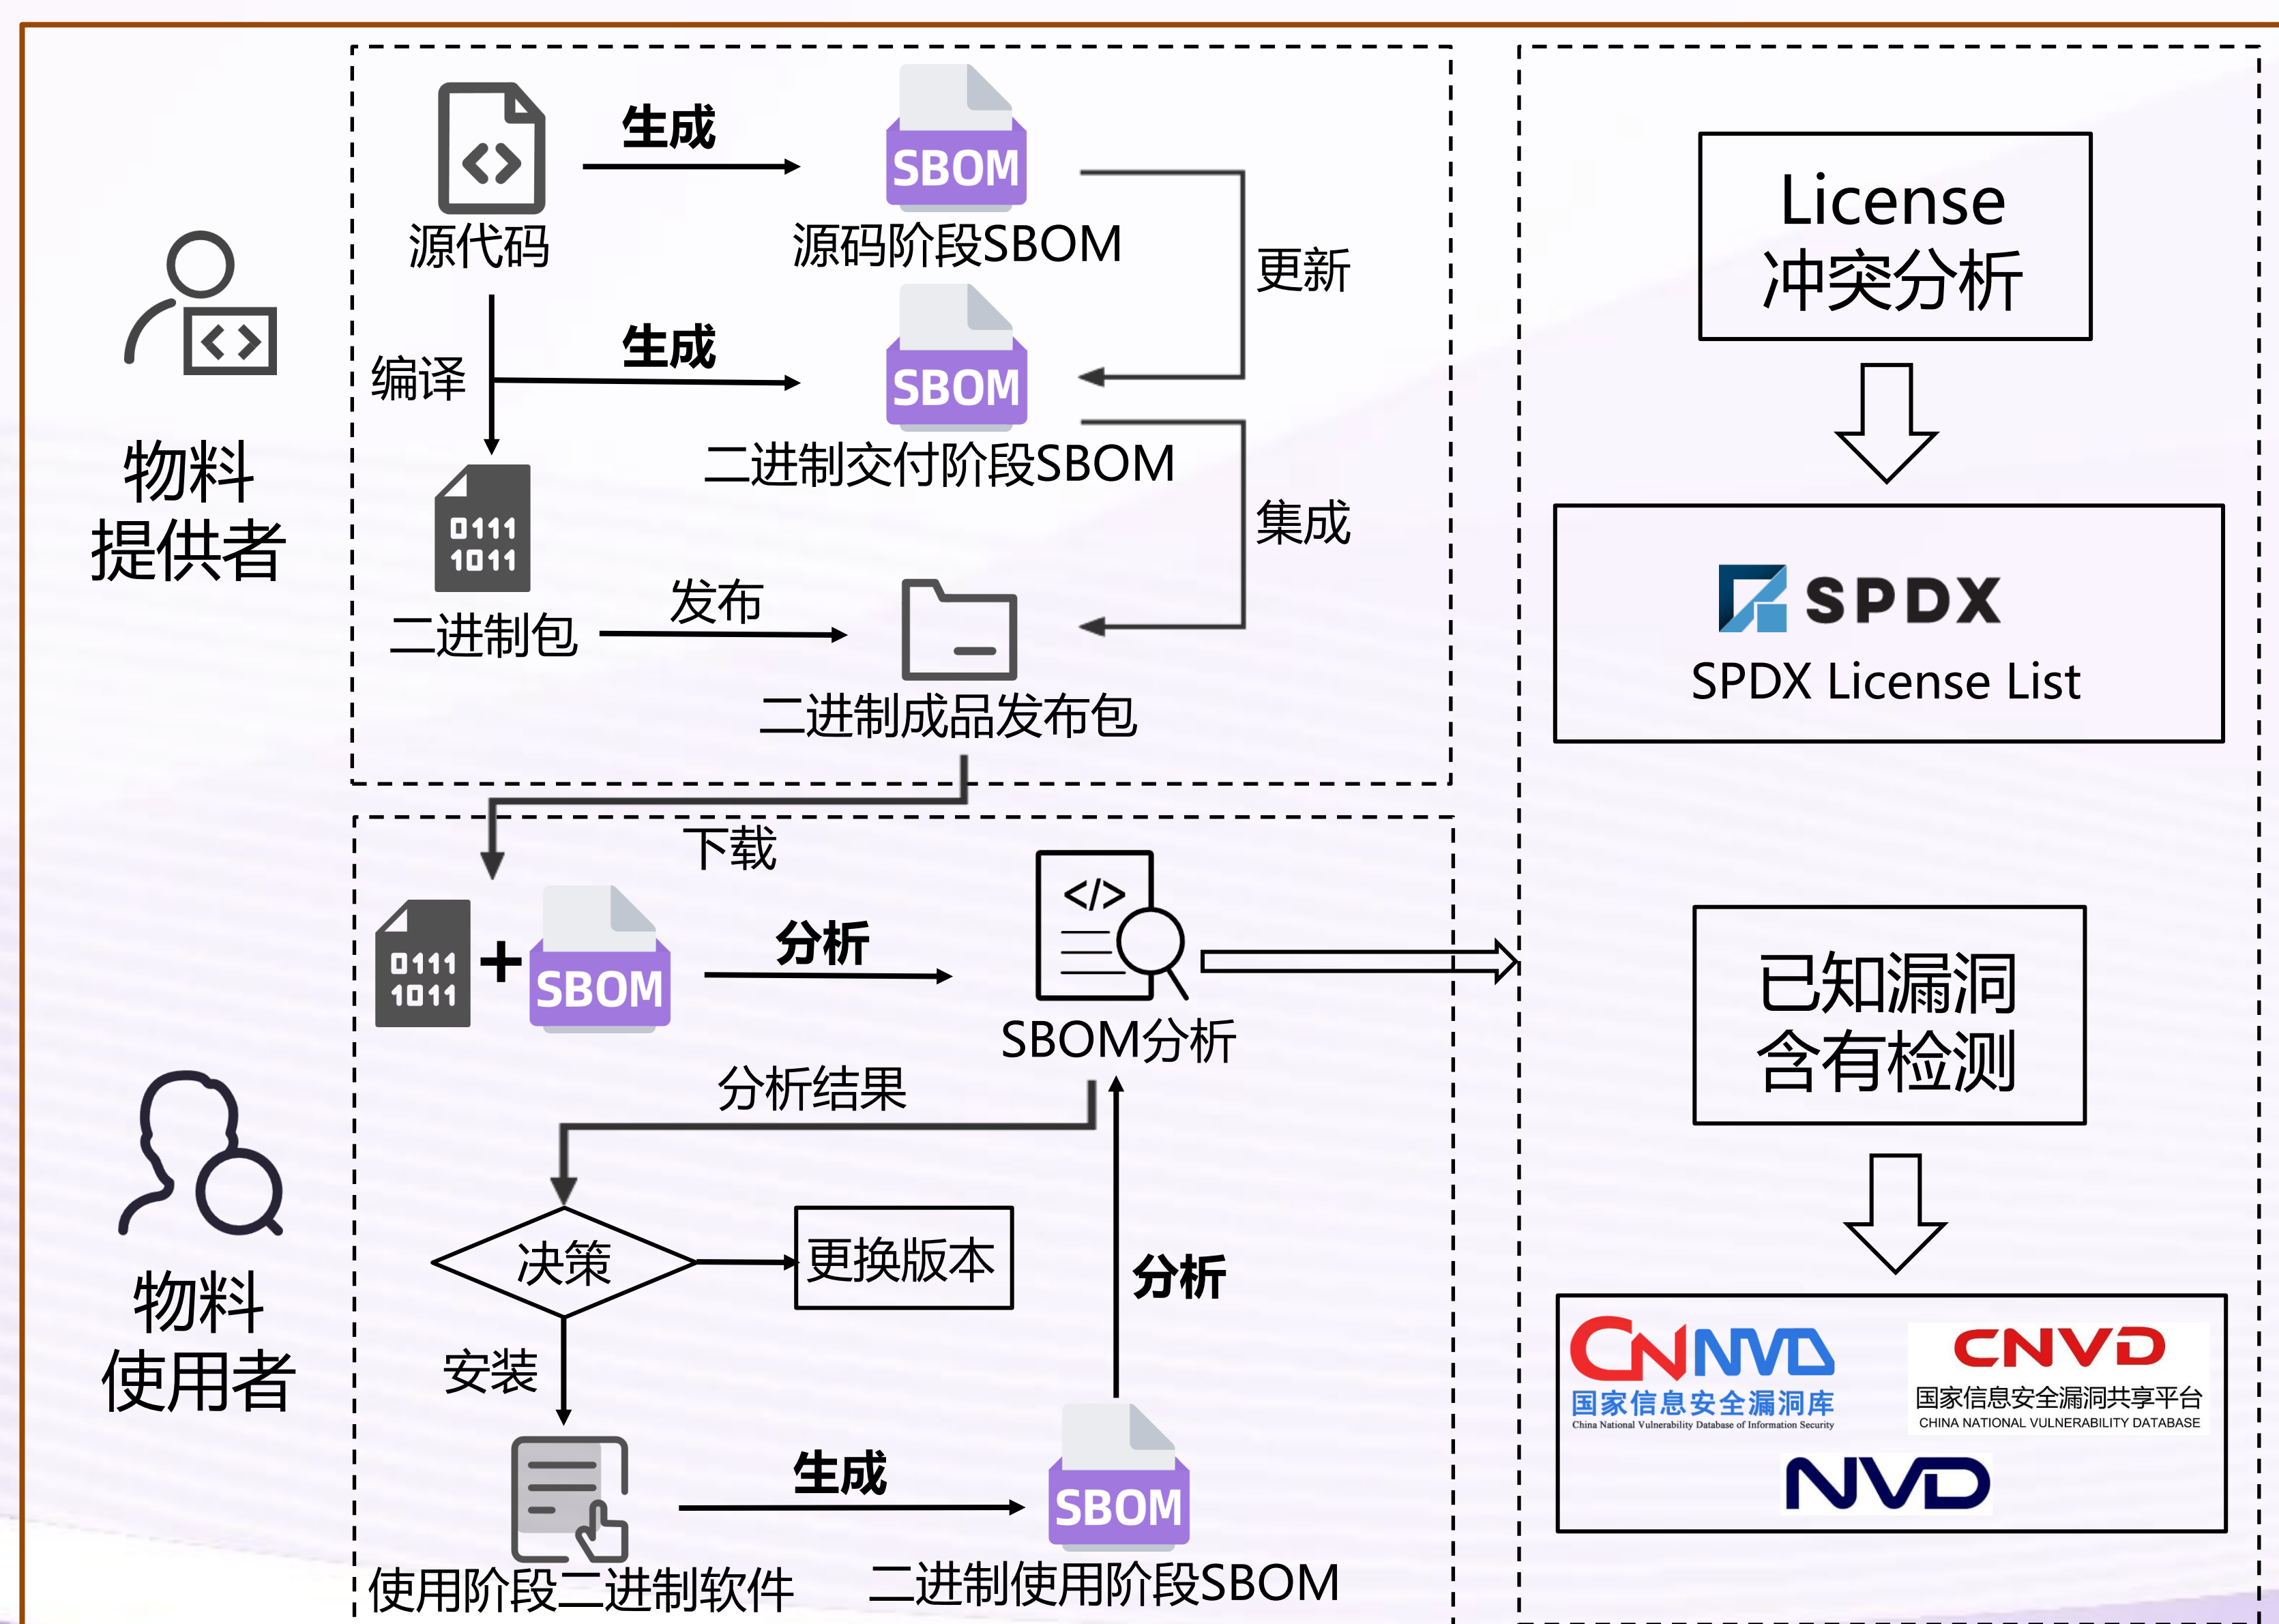 生成
SBOM
源代码
源码阶段SBOM
更新
编译
生成
SBOM
二进制交付阶段SBOM
物料
提供者
0111
1011
集成
二进制包
发布
二进制成品发布包
下载
0111
1011
+
SBOM
分析
</>
SBOM分析
分析结果
决策
更换版本
分析
物料
使用者
安装
生成
SBOM
使用阶段二进制软件
二进制使用阶段SBOM
License
冲突分析
SPDX
SPDX License List
已知漏洞
含有检测
CNNVD
国家信息安全漏洞库
China National Vulnerability Database of Information Security
CNVD
国家信息安全漏洞共享平台
CHINA NATIONAL VULNERABILITY DATABASE
NVD